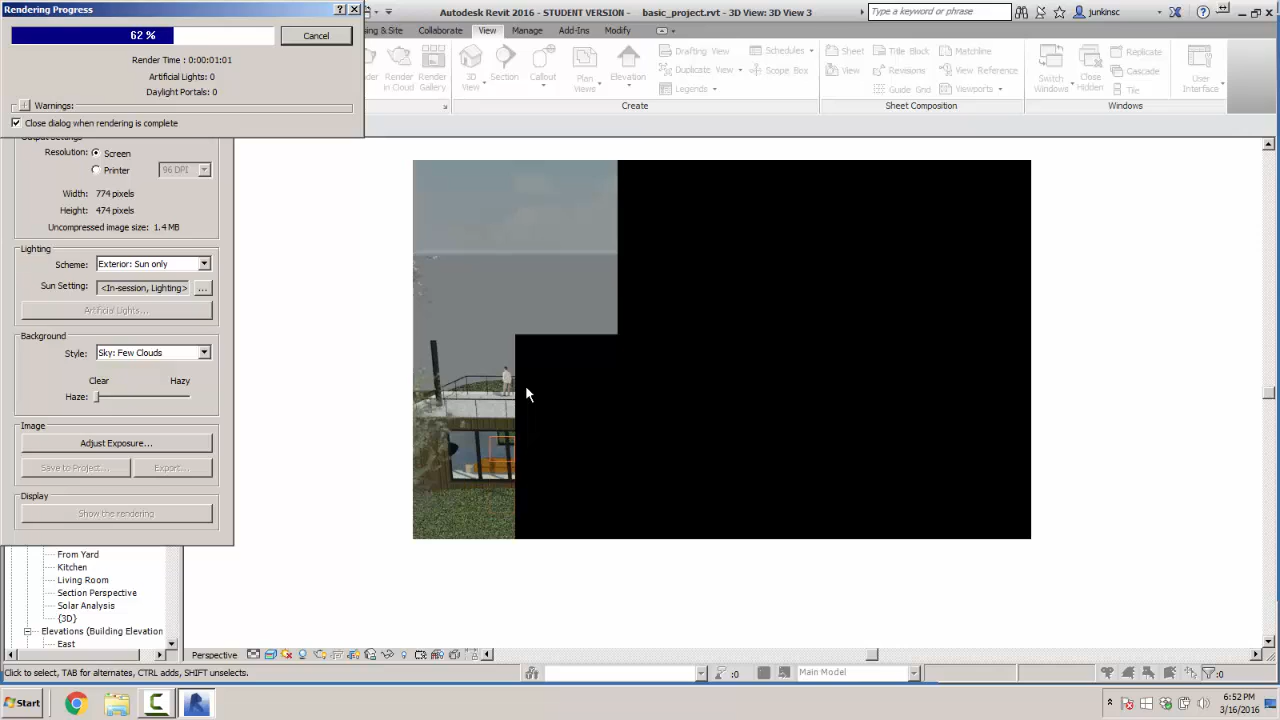 Rendering Progress
62 %
Cancel
Render Time : 0:00:01:01
Artificial Lights: 0
Daylight Portals: 0
Warnings:
Close dialog when rendering is complete
Autodesk Revit 2016 - STUDENT VERSION - basic_project.rvt - 3D View: 3D View 3
Type a keyword or phrase
junkinsc
Collaborate View Manage Add-Ins Modify
Render in Cloud
Render Gallery
3D View
Section
Callout
Plan Views
Elevation
Drafting View
Duplicate View
Legends
Schedules
Scope Box
Create
Sheet
View
Title Block
Revisions
Guide Grid
Matchline
View Reference
Viewports
Sheet Composition
Switch Windows
Close Hidden
Replicate
Cascade
Tile
Windows
User Interface
Resolution: Screen
Printer 96 DPI
Width: 774 pixels
Height: 474 pixels
Uncompressed image size: 1.4 MB
Lighting
Scheme: Exterior: Sun only
Sun Setting: <In-session, Lighting> ...
Artificial Lights...
Background
Style: Sky: Few Clouds
Clear Hazy
Haze:
Image
Adjust Exposure...
Save to Project... Export...
Display
Show the rendering
From Yard
Kitchen
Living Room
Section Perspective
Solar Analysis
{3D}
Elevations (Building Elevation
East
Perspective
Click to select, TAB for alternates, CTRL adds, SHIFT unselects.
:0
Main Model
:0
Start
6:52 PM
3/16/2016